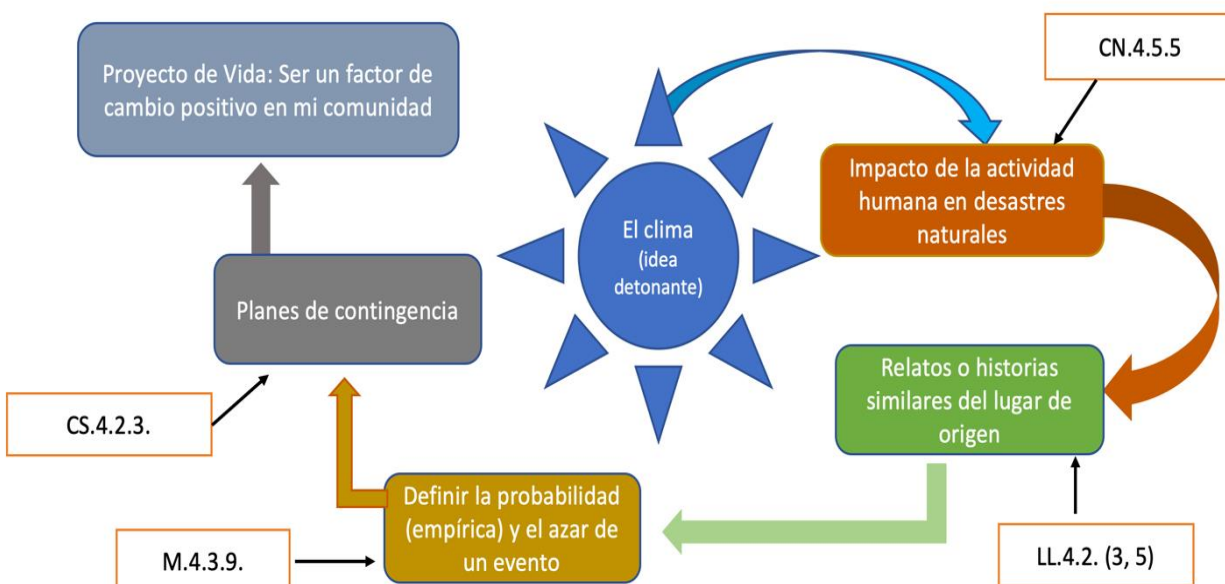 Proyecto de Vida: Ser un factor de
cambio positivo en mi comunidad
CN.4.5.5
Impacto de la actividad
humana en desastres
naturales
El clima
(idea
detonante)
Planes de contingencia
Relatos o historias
similares del lugar de
origen
CS.4.2.3.
Definir la probabilidad
(empírica) y el azar de
un evento
M.4.3.9.
LL.4.2. (3, 5)